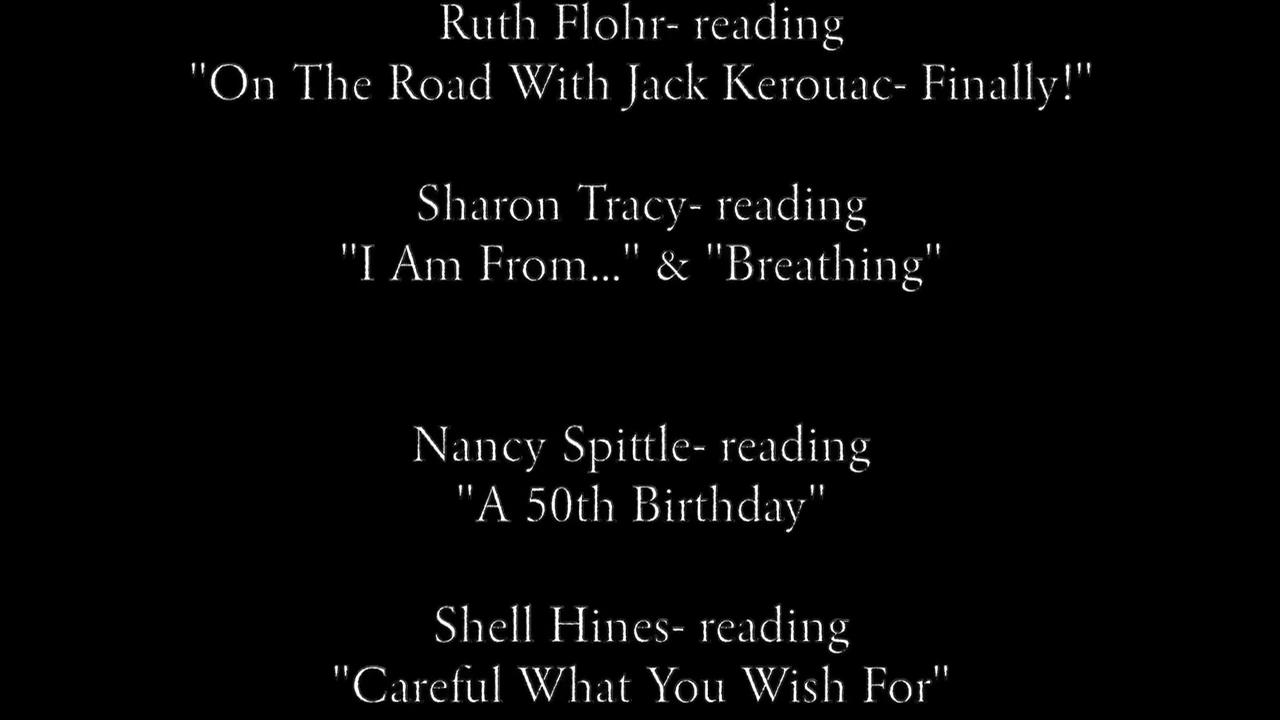 Ruth Flohr- reading
"On The Road With Jack Kerouac- Finally!"
Sharon Tracy- reading
"I Am From..." & "Breathing"
Nancy Spittle- reading
"A 50th Birthday"
Shell Hines- reading
"Careful What You Wish For"